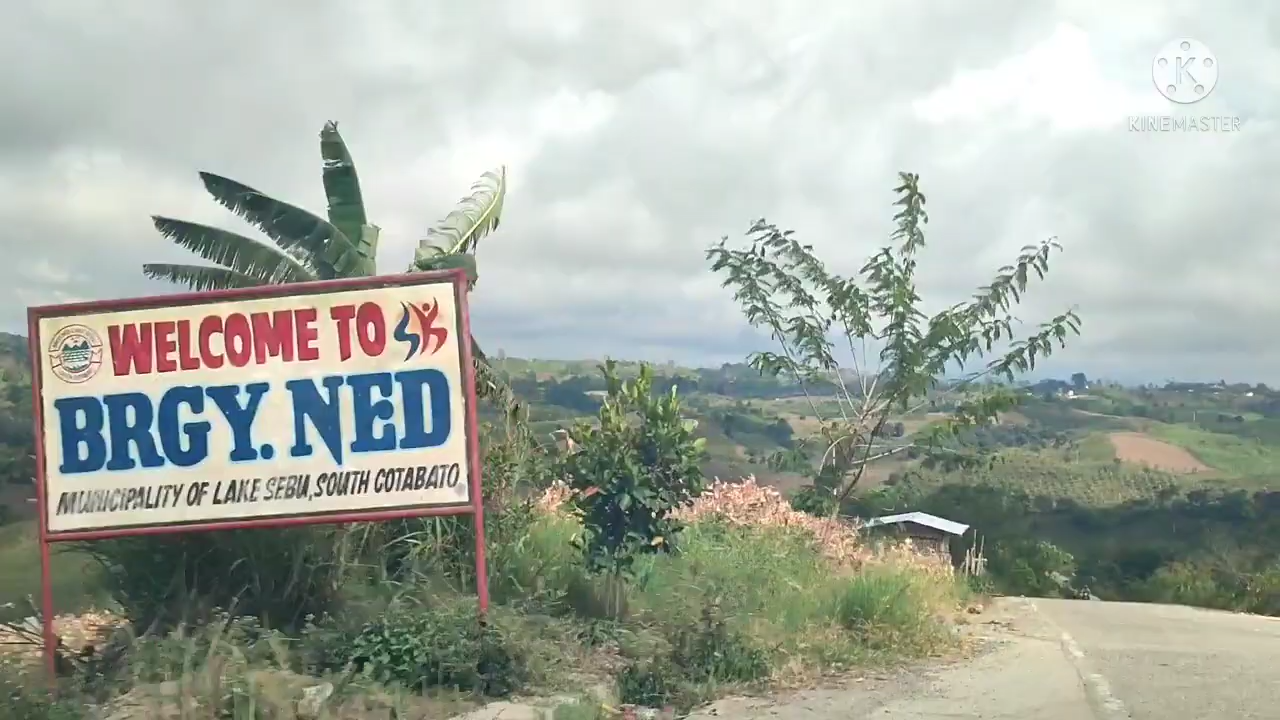 WELCOME TO
BRGY. NED
MUNICIPALITY OF LAKE SEBU, SOUTH COTABATO
K
KINEMASTER